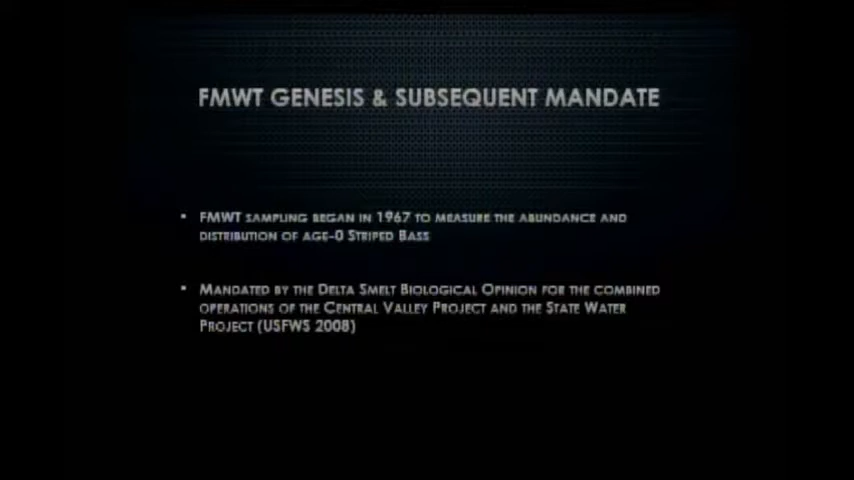 FMWT GENESIS & SUBSEQUENT MANDATE
▪ FMWT SAMPLING BEGAN IN 1967 TO MEASURE THE ABUNDANCE AND
DISTRIBUTION OF AGE-0 STRIPED BASS
▪ MANDATED BY THE DELTA SMELT BIOLOGICAL OPINION FOR THE COMBINED
OPERATIONS OF THE CENTRAL VALLEY PROJECT AND THE STATE WATER
PROJECT (USFWS 2008)